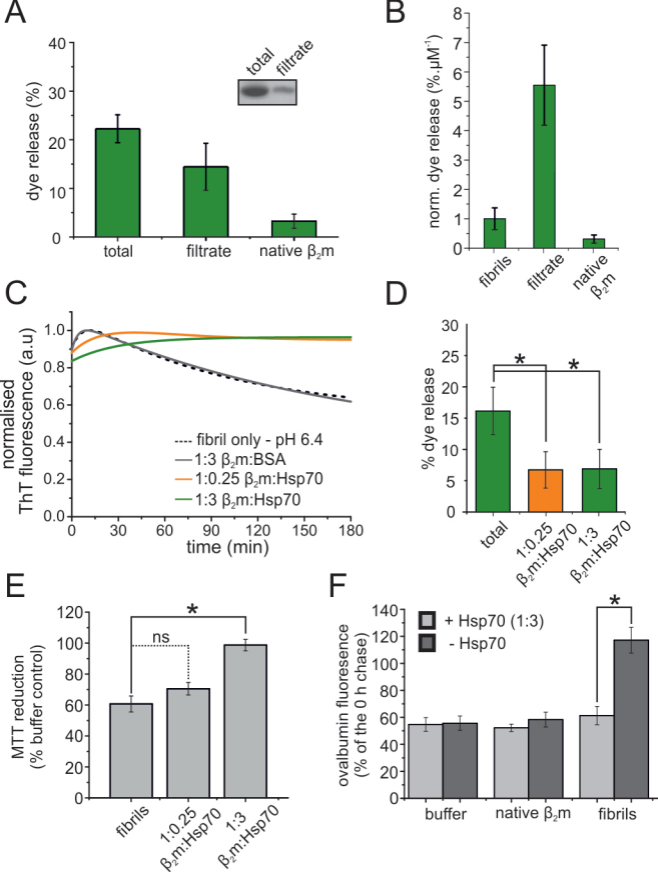 A
dye release (%)
40
30
20
10
0
total
filtrate
total
filtrate
native β₂m
B
norm. dye release (%.µM⁻¹)
8
7
6
5
4
3
2
1
0
fibrils
filtrate
native
β₂m
C
normalised
ThT fluorescence (a.u)
1.0
0.8
0.6
0.4
0.2
0.0
fibril only - pH 6.4
1:3 β₂m:BSA
1:0.25 β₂m:Hsp70
1:3 β₂m:Hsp70
0 30 60 90 120 150 180
time (min)
D
% dye release
30
25
20
15
10
5
0
* *
total
1:0.25
β₂m:Hsp70
1:3
β₂m:Hsp70
E
MTT reduction
(% buffer control)
120
100
80
60
40
20
0
*
ns
fibrils
1:0.25
β₂m:Hsp70
1:3
β₂m:Hsp70
F
ovalbumin fluoresence
(% of the 0 h chase)
140
120
100
80
60
40
20
0
+ Hsp70 (1:3)
- Hsp70
*
buffer native β₂m fibrils